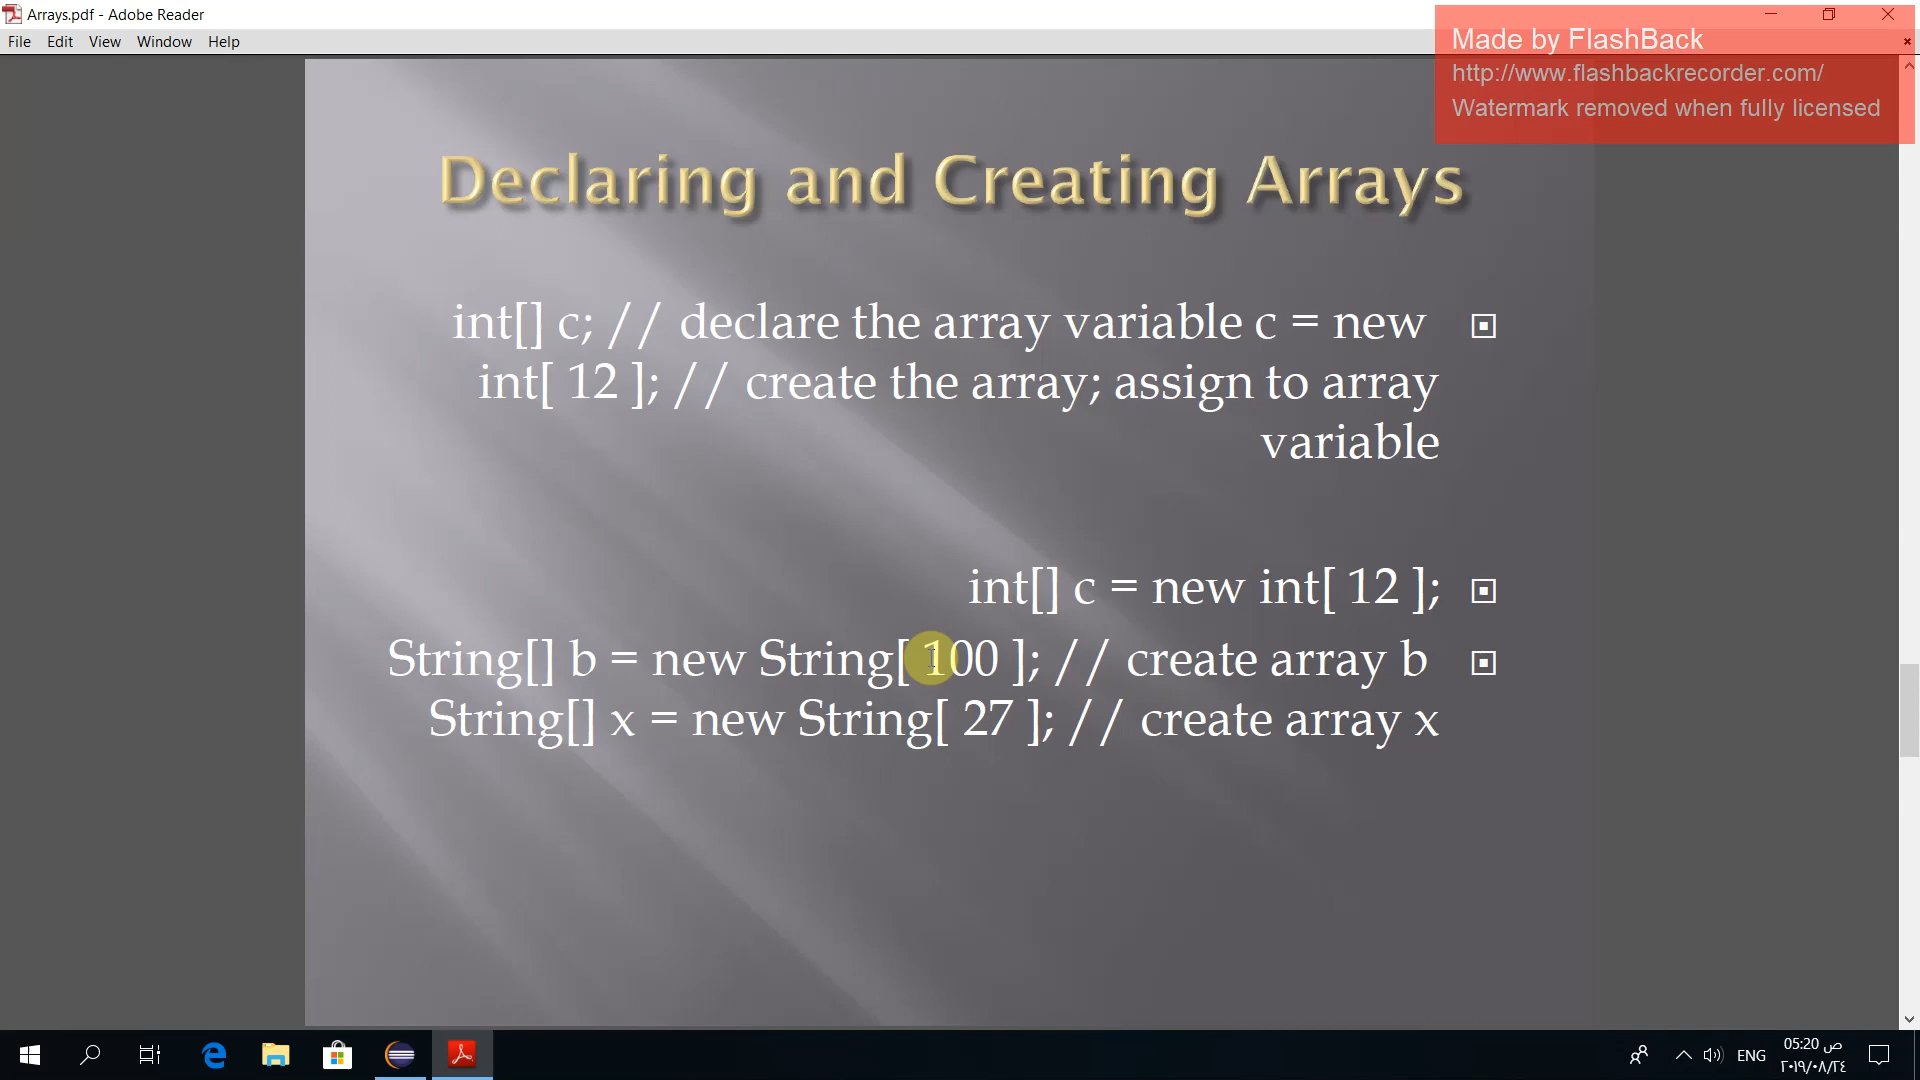 Arrays.pdf - Adobe Reader
File Edit View Window Help
Made by FlashBack
http://www.flashbackrecorder.com/
Watermark removed when fully licensed
Declaring and Creating Arrays
int[] c; // declare the array variable c = new
int[ 12 ]; // create the array; assign to array
variable
int[] c = new int[ 12 ];
String[] b = new String[ 100 ]; // create array b
String[] x = new String[ 27 ]; // create array x
ENG
05:20 ص
٢٠١٩/٠٨/٢٤